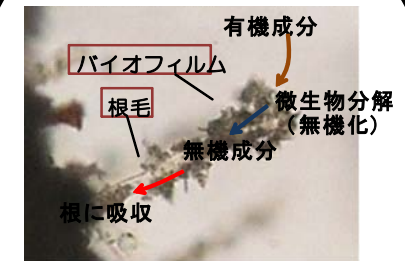 有機成分
バイオフィルム
微生物分解
（無機化）
根毛
無機成分
根に吸収